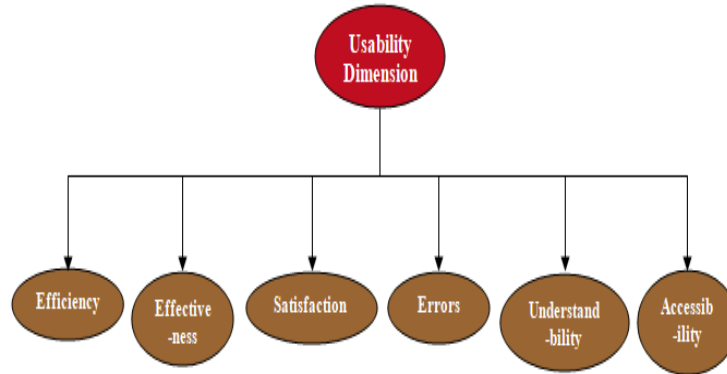 Usability
Dimension
Efficiency
Effective
-ness
Satisfaction
Errors
Understand
-bility
Accessib
-ility